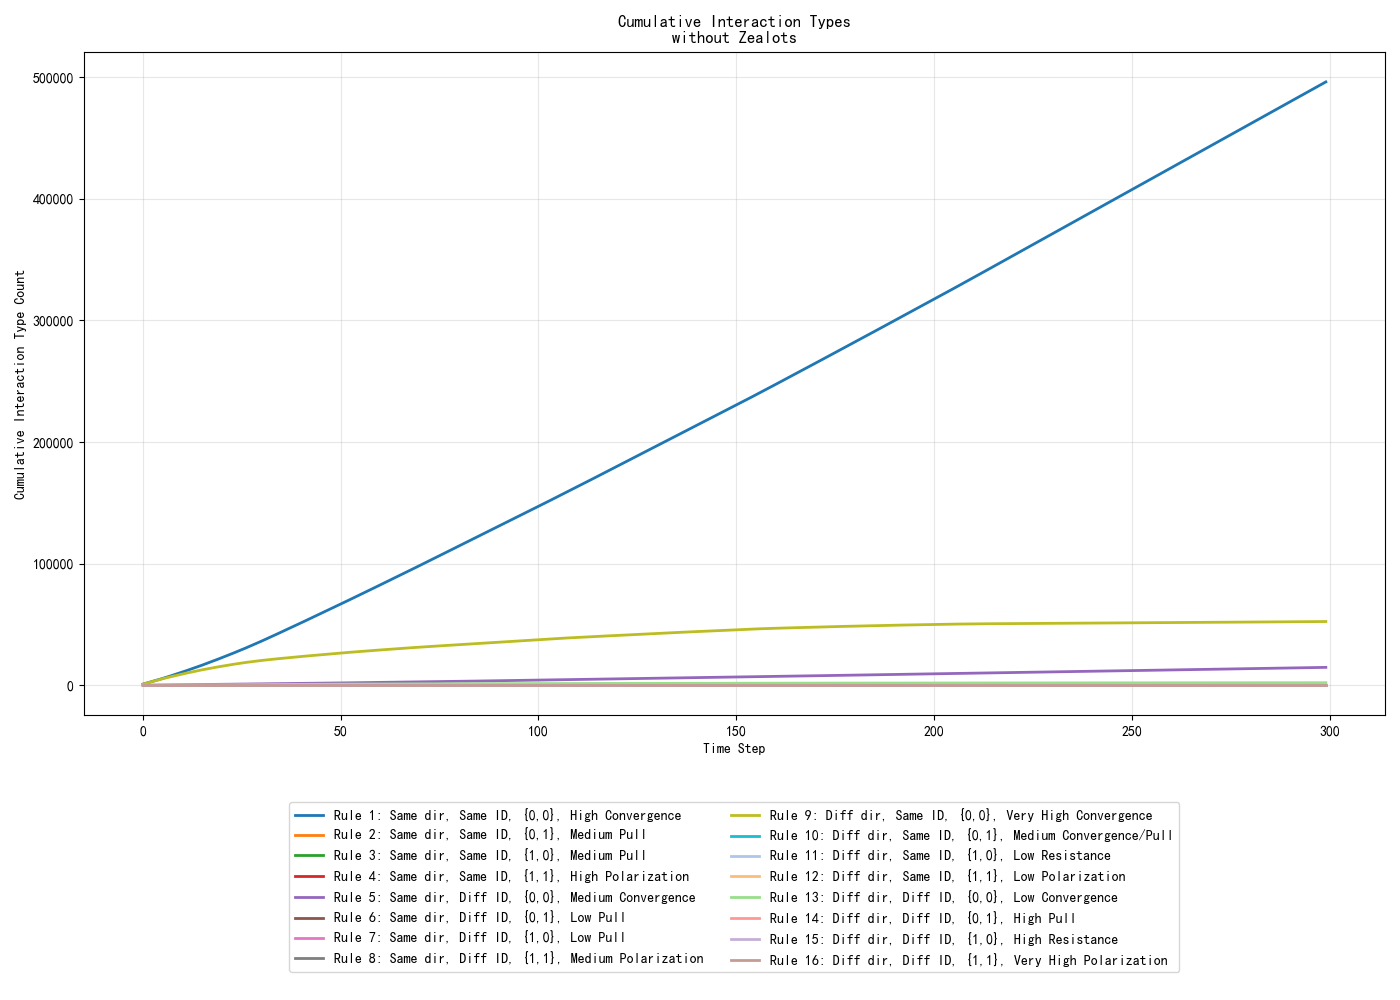 Cumulative Interaction Types
without Zealots
Cumulative Interaction Type Count
500000
400000
300000
200000
100000
0
0 50 100 150 200 250 300
Time Step
Rule 1: Same dir, Same ID, {0,0}, High Convergence
Rule 2: Same dir, Same ID, {0,1}, Medium Pull
Rule 3: Same dir, Same ID, {1,0}, Medium Pull
Rule 4: Same dir, Same ID, {1,1}, High Polarization
Rule 5: Same dir, Diff ID, {0,0}, Medium Convergence
Rule 6: Same dir, Diff ID, {0,1}, Low Pull
Rule 7: Same dir, Diff ID, {1,0}, Low Pull
Rule 8: Same dir, Diff ID, {1,1}, Medium Polarization
Rule 9: Diff dir, Same ID, {0,0}, Very High Convergence
Rule 10: Diff dir, Same ID, {0,1}, Medium Convergence/Pull
Rule 11: Diff dir, Same ID, {1,0}, Low Resistance
Rule 12: Diff dir, Same ID, {1,1}, Low Polarization
Rule 13: Diff dir, Diff ID, {0,0}, Low Convergence
Rule 14: Diff dir, Diff ID, {0,1}, High Pull
Rule 15: Diff dir, Diff ID, {1,0}, High Resistance
Rule 16: Diff dir, Diff ID, {1,1}, Very High Polarization